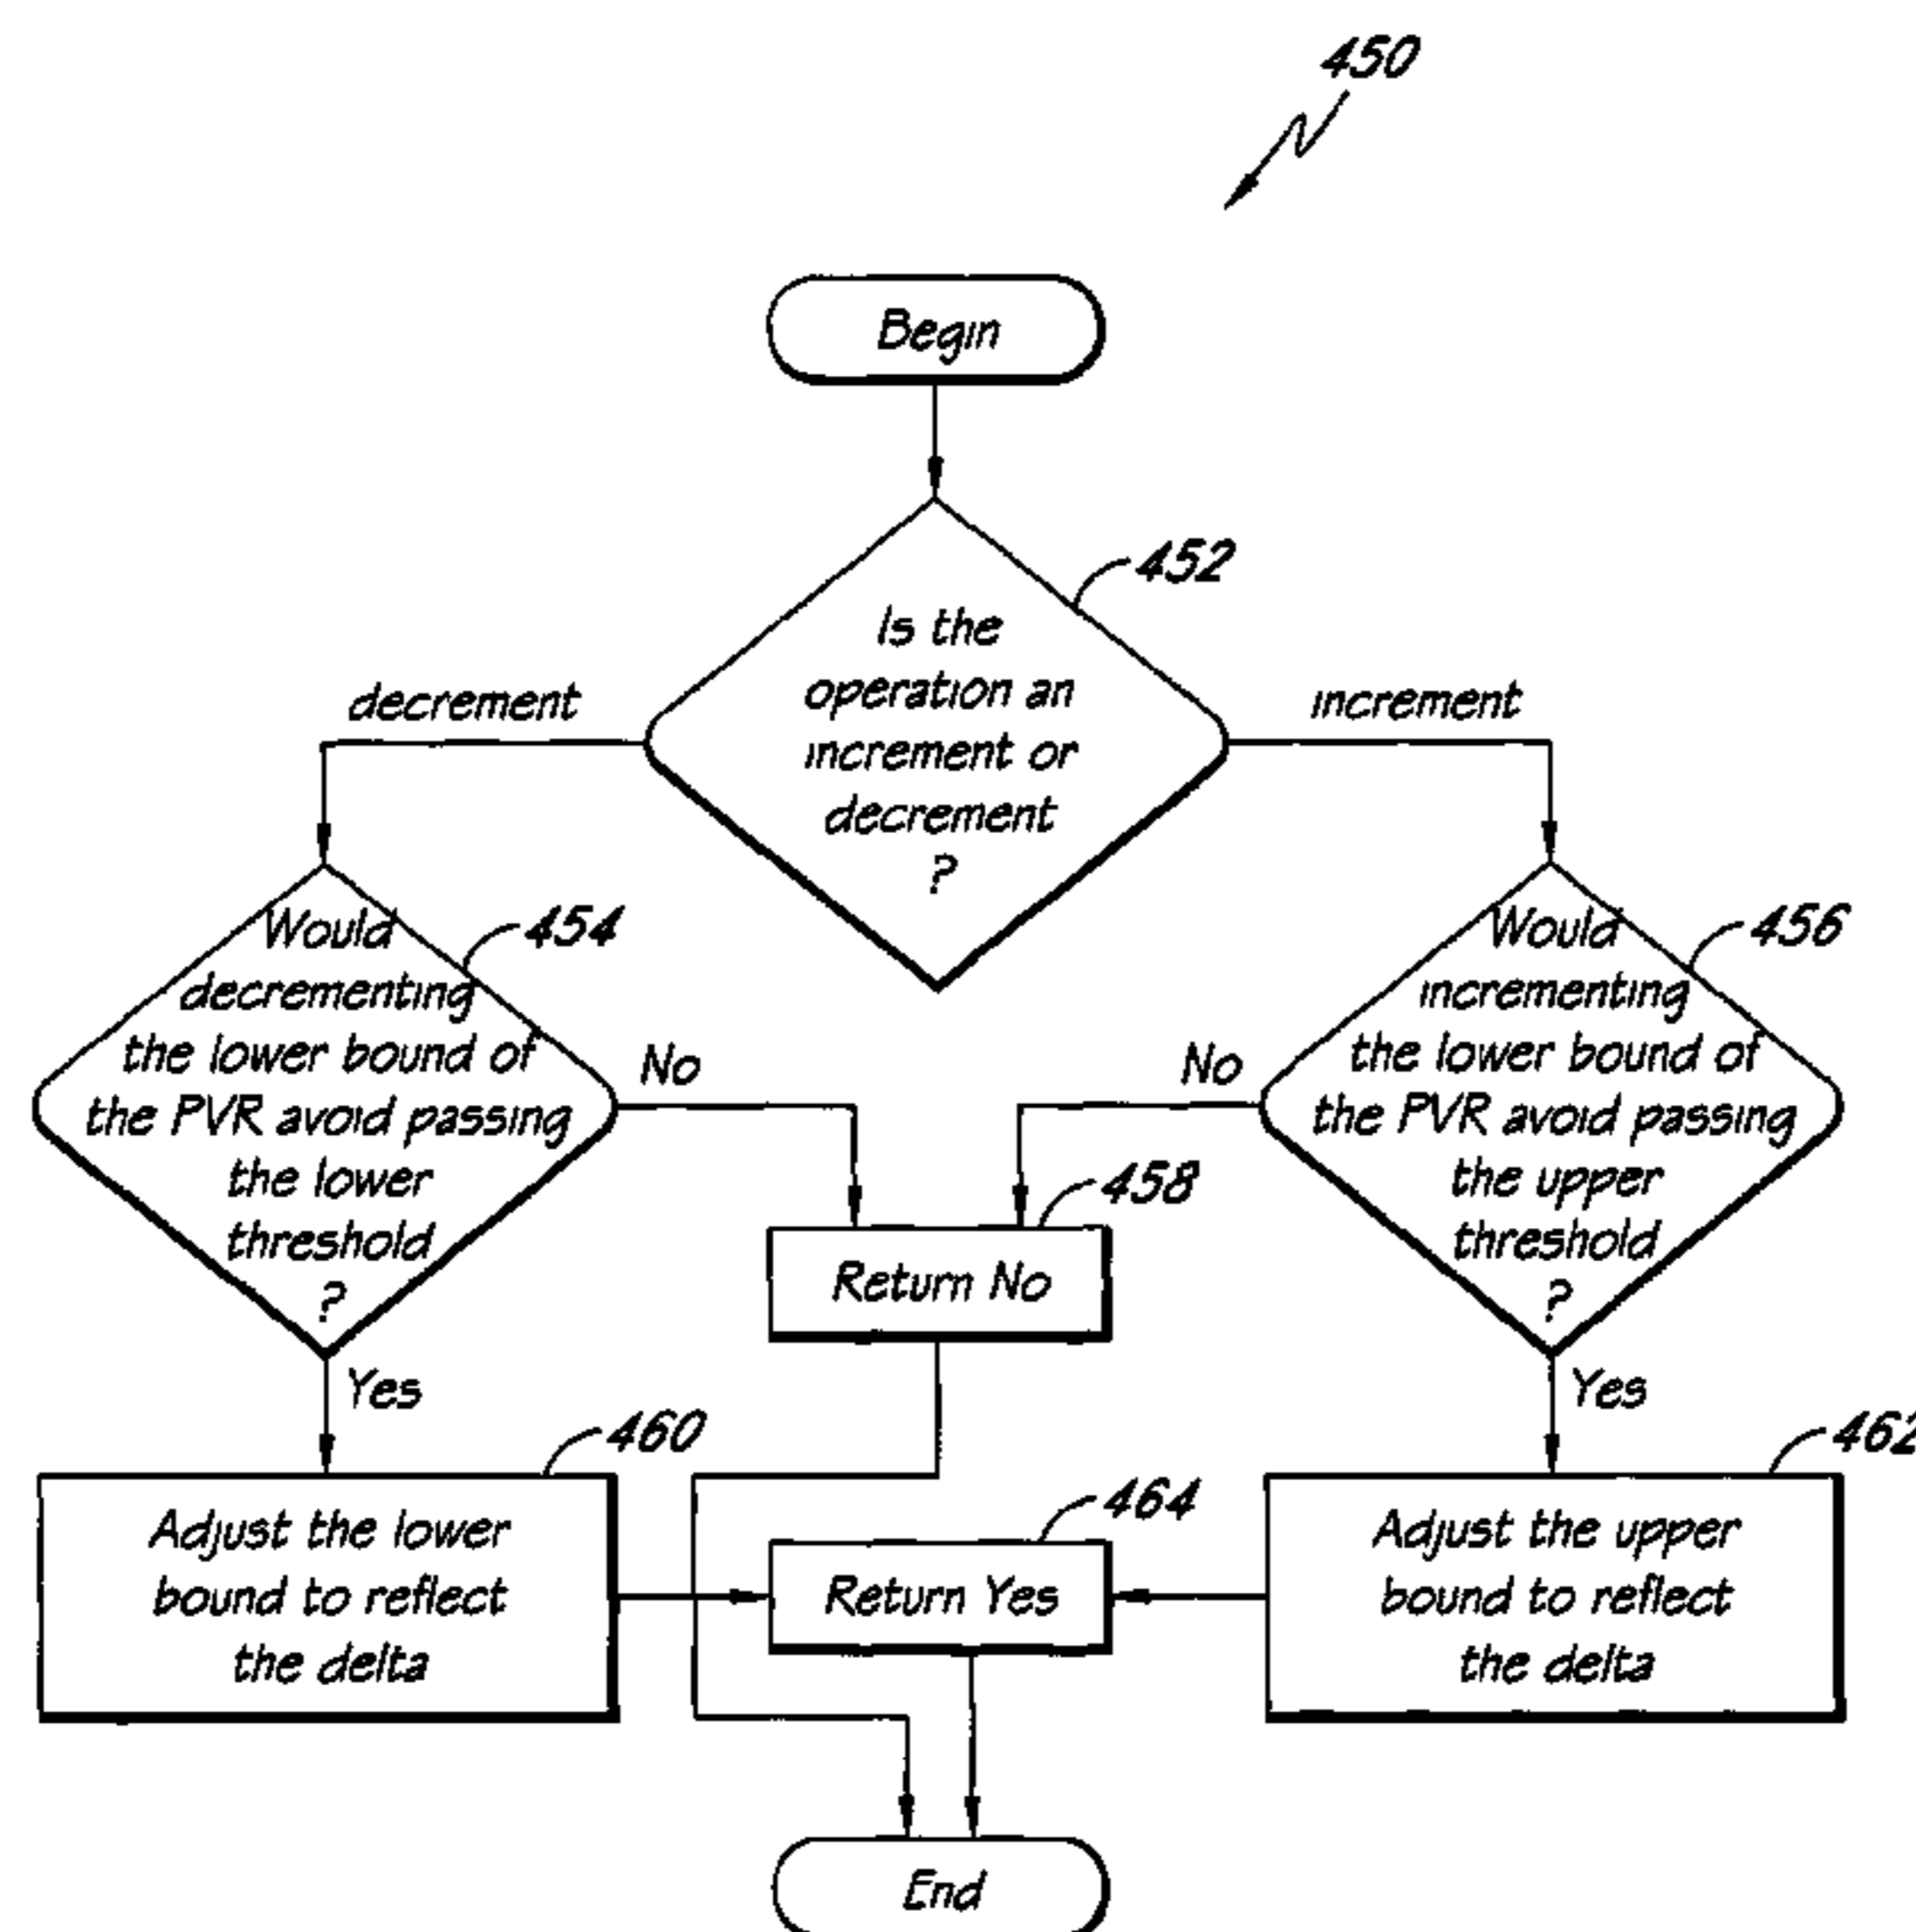 450
Begin
452
Is the
operation an
increment or
decrement
?
decrement
increment
454
Would
decrementing
the lower bound of
the PVR avoid passing
the lower
threshold
?
No
Yes
456
Would
incrementing
the lower bound of
the PVR avoid passing
the upper
threshold
?
No
Yes
458
Return No
460
Adjust the lower
bound to reflect
the delta
464
Return Yes
462
Adjust the upper
bound to reflect
the delta
End